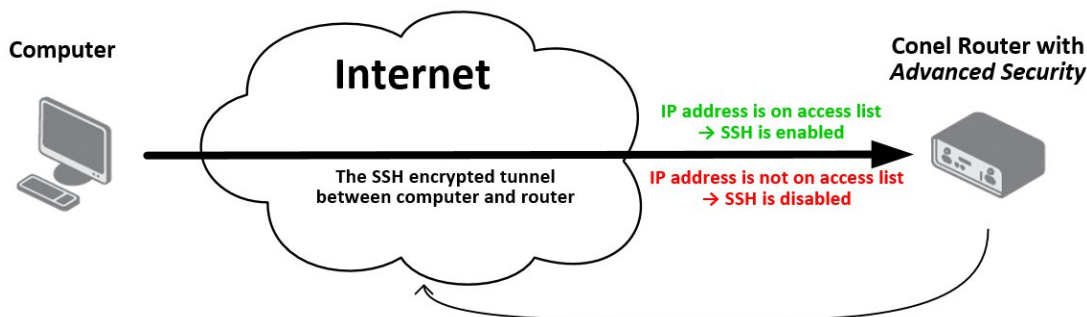 Computer
Internet
Conel Router with
Advanced Security
IP address is on access list
→ SSH is enabled
The SSH encrypted tunnel
between computer and router
IP address is not on access list
→ SSH is disabled